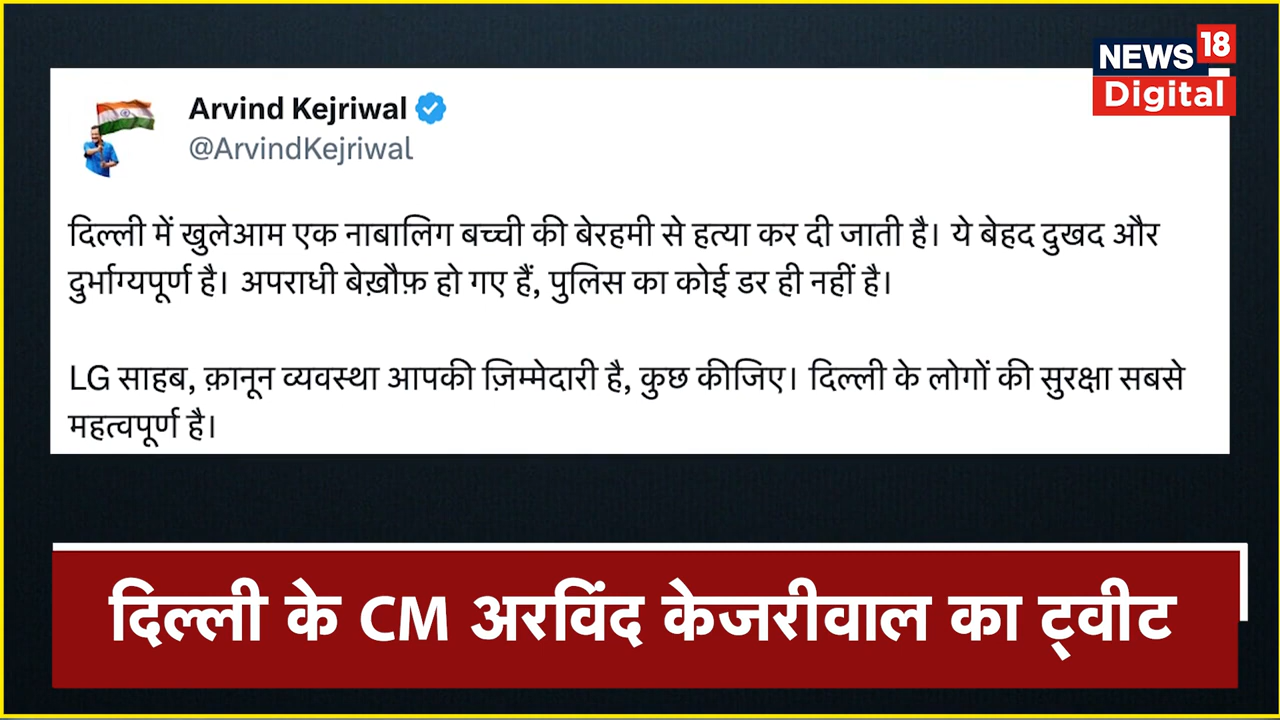 NEWS 18
Digital
Arvind Kejriwal
@ArvindKejriwal
दिल्ली में खुलेआम एक नाबालिग बच्ची की बेरहमी से हत्या कर दी जाती है। ये बेहद दुखद और
दुर्भाग्यपूर्ण है। अपराधी बेख़ौफ़ हो गए हैं, पुलिस का कोई डर ही नहीं है।
LG साहब, क़ानून व्यवस्था आपकी ज़िम्मेदारी है, कुछ कीजिए। दिल्ली के लोगों की सुरक्षा सबसे
महत्वपूर्ण है।
दिल्ली के CM अरविंद केजरीवाल का ट्वीट